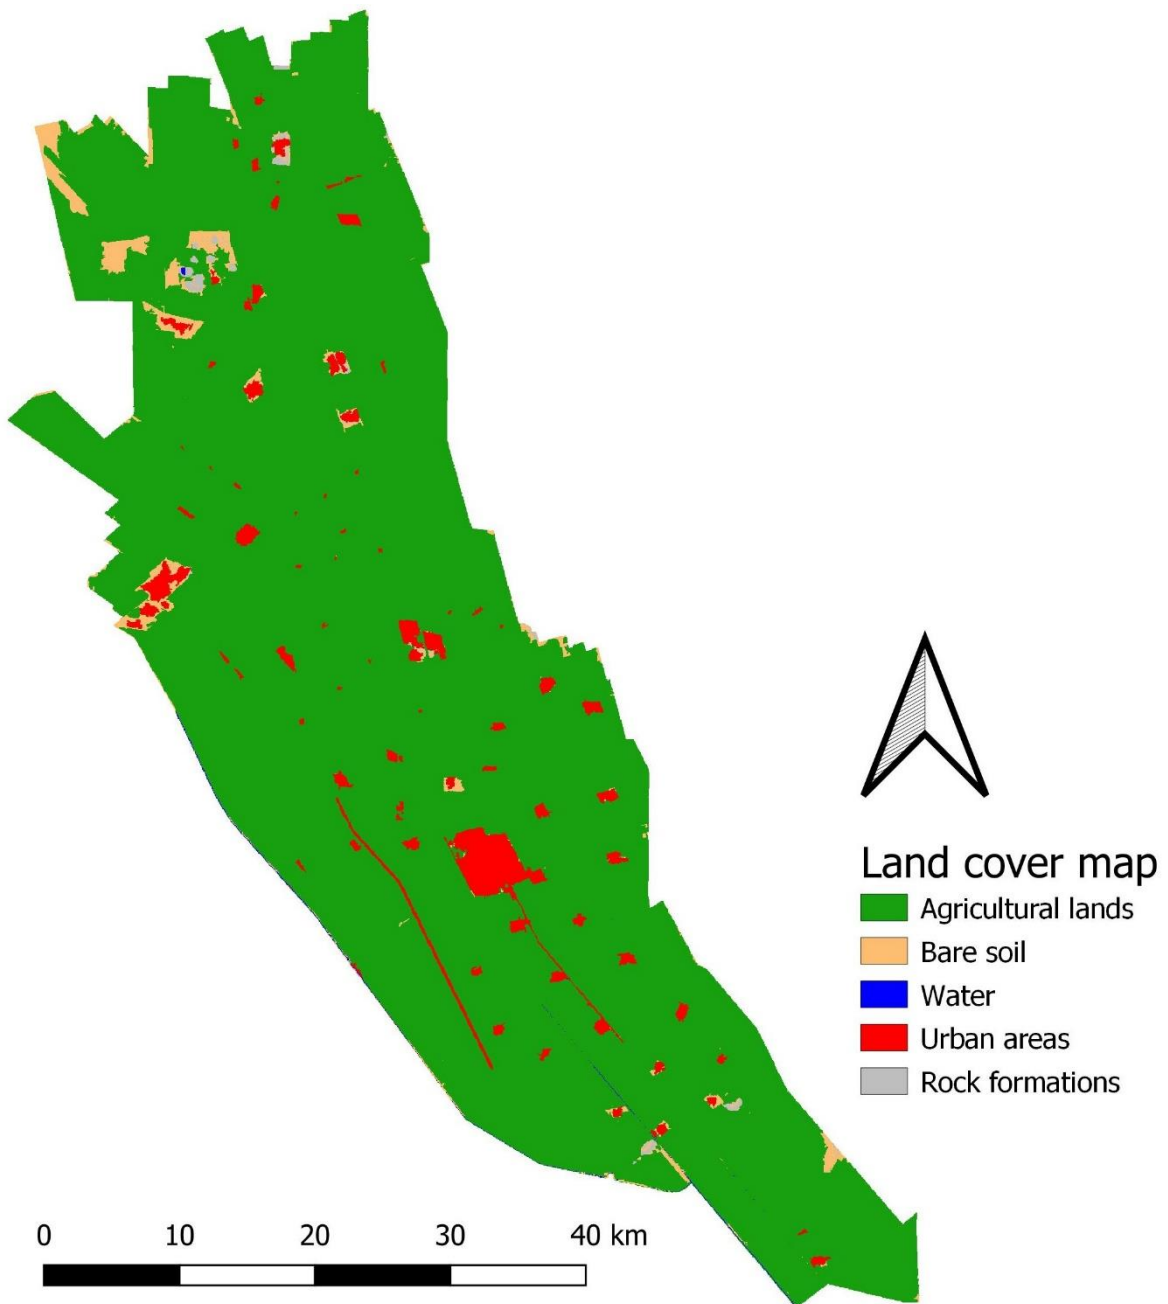 Land cover map
Agricultural lands
Bare soil
Water
Urban areas
Rock formations
0 10 20 30 40 km